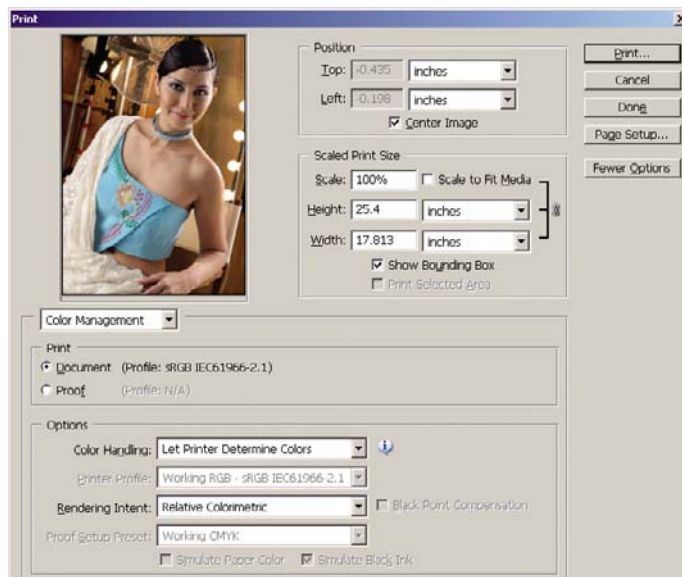 Print
Position
Top: -0.435 inches
Left: -0.198 inches
Center Image
Scaled Print Size
Scale: 100% Scale to Fit Media
Height: 25.4 inches
Width: 17.813 inches
Show Bounding Box
Print Selected Area
Print...
Cancel
Done
Page Setup...
Fewer Options
Color Management
Print
Document (Profile: sRGB IEC61966-2.1)
Proof (Profile: N/A)
Options
Color Handling: Let Printer Determine Colors
Printer Profile: Working RGB - sRGB IEC61966-2.1
Rendering Intent: Relative Colorimetric Black Point Compensation
Proof Setup Preset: Working CMYK
Simulate Paper Color Simulate Black Ink